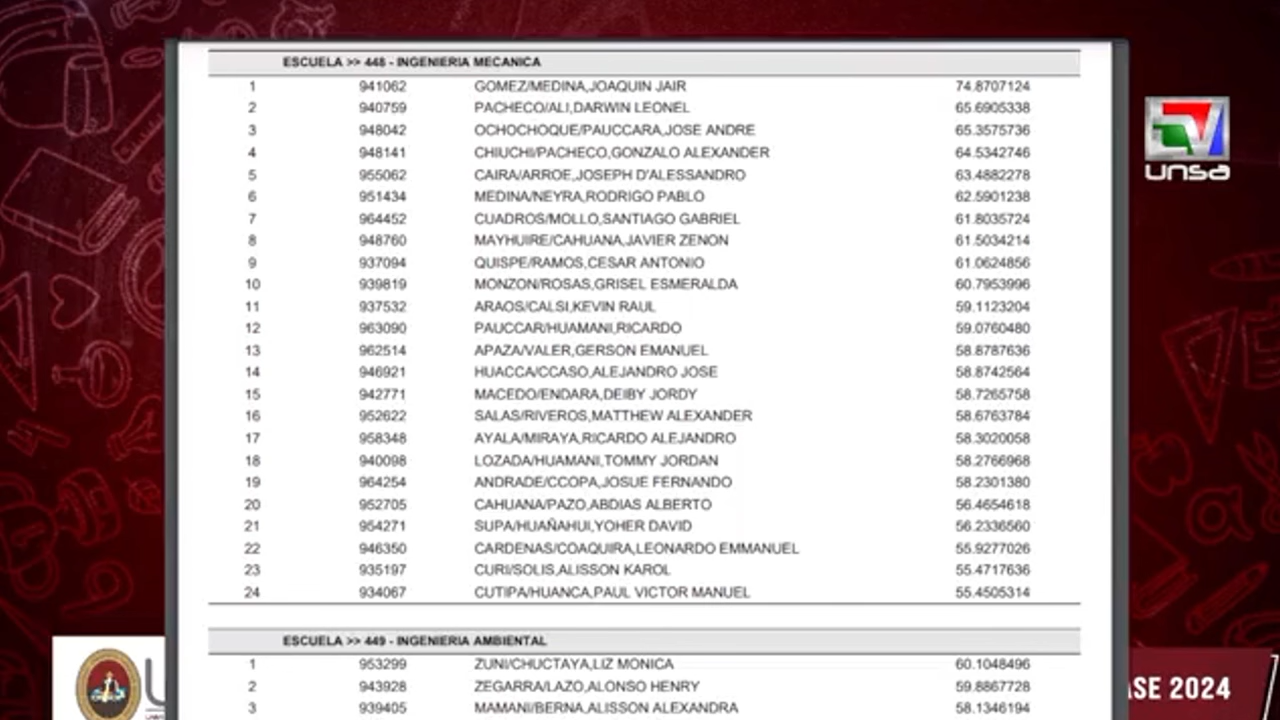 ESCUELA >> 448 - INGENIERIA MECANICA
1 941062 GOMEZ/MEDINA,JOAQUIN JAIR 74.8707124
2 940759 PACHECO/ALI,DARWIN LEONEL 65.6905338
3 948042 OCHOCHOQUE/PAUCCARA,JOSE ANDRE 65.3575736
4 948141 CHIUCHI/PACHECO,GONZALO ALEXANDER 64.5342746
5 955062 CAIRA/ARROE,JOSEPH D'ALESSANDRO 63.4882278
6 951434 MEDINA/NEYRA,RODRIGO PABLO 62.5901238
7 964452 CUADROS/MOLLO,SANTIAGO GABRIEL 61.8035724
8 948760 MAYHUIRE/CAHUANA,JAVIER ZENON 61.5034214
9 937094 QUISPE/RAMOS,CESAR ANTONIO 61.0624856
10 939819 MONZON/ROSAS,GRISEL ESMERALDA 60.7953996
11 937532 ARAOS/CALSI,KEVIN RAUL 59.1123204
12 963090 PAUCCAR/HUAMANI,RICARDO 59.0760480
13 962514 APAZA/VALER,GERSON EMANUEL 58.8787636
14 946921 HUACCA/CCASO,ALEJANDRO JOSE 58.8742564
15 942771 MACEDO/ENDARA,DEIBY JORDY 58.7265758
16 952622 SALAS/RIVEROS,MATTHEW ALEXANDER 58.6763784
17 958348 AYALA/MIRAYA,RICARDO ALEJANDRO 58.3020058
18 940098 LOZADA/HUAMANI,TOMMY JORDAN 58.2766968
19 964254 ANDRADE/CCOPA,JOSUE FERNANDO 58.2301380
20 952705 CAHUANA/PAZO,ABDIAS ALBERTO 56.4654618
21 954271 SUPA/HUAÑAHUI,YOHER DAVID 56.2336560
22 946350 CARDENAS/COAQUIRA,LEONARDO EMMANUEL 55.9277026
23 935197 CURI/SOLIS,ALISSON KAROL 55.4717636
24 934067 CUTIPA/HUANCA,PAUL VICTOR MANUEL 55.4505314
ESCUELA >> 449 - INGENIERIA AMBIENTAL
1 953299 ZUNI/CHUCTAYA,LIZ MONICA 60.1048496
2 943928 ZEGARRA/LAZO,ALONSO HENRY 59.8867728
3 939405 MAMANI/BERNA,ALISSON ALEXANDRA 58.1346194
TV
unsa
ASE 2024